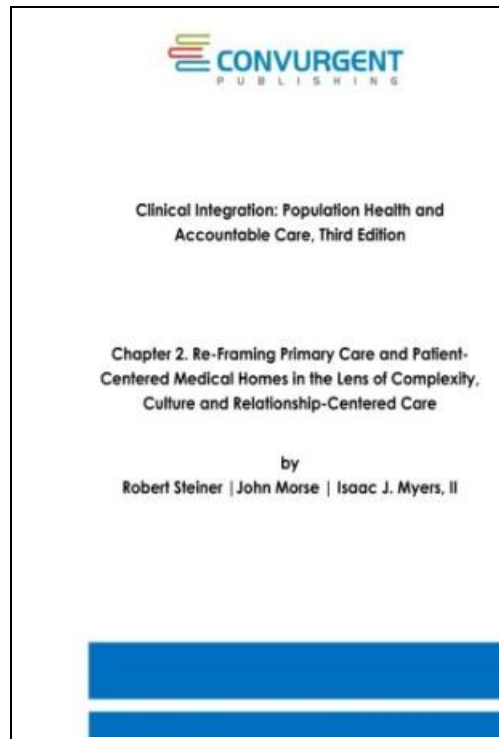 CONVURGENT
PUBLISHING
Clinical Integration: Population Health and
Accountable Care, Third Edition
Chapter 2. Re-Framing Primary Care and Patient-
Centered Medical Homes in the Lens of Complexity,
Culture and Relationship-Centered Care
by
Robert Steiner |John Morse | Isaac J. Myers, II